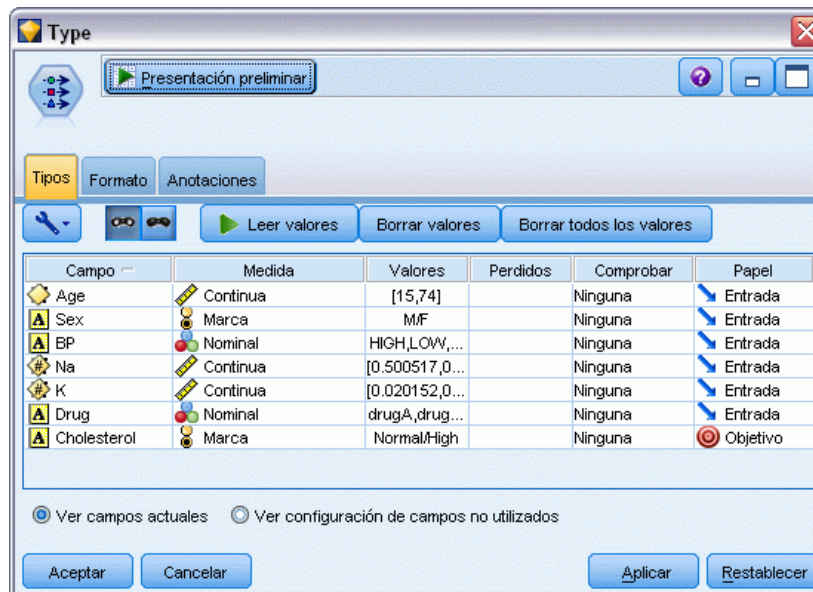 Type
Presentación preliminar
Tipos Formato Anotaciones
Leer valores Borrar valores Borrar todos los valores
Campo Medida Valores Perdidos Comprobar Papel
Age Continua [15,74] Ninguna Entrada
A Sex Marca M/F Ninguna Entrada
A BP Nominal HIGH,LOW,... Ninguna Entrada
# Na Continua [0.500517,0... Ninguna Entrada
# K Continua [0.020152,0... Ninguna Entrada
A Drug Nominal drugA,drug... Ninguna Entrada
A Cholesterol Marca Normal/High Ninguna Objetivo
Ver campos actuales Ver configuración de campos no utilizados
Aceptar Cancelar Aplicar Restablecer